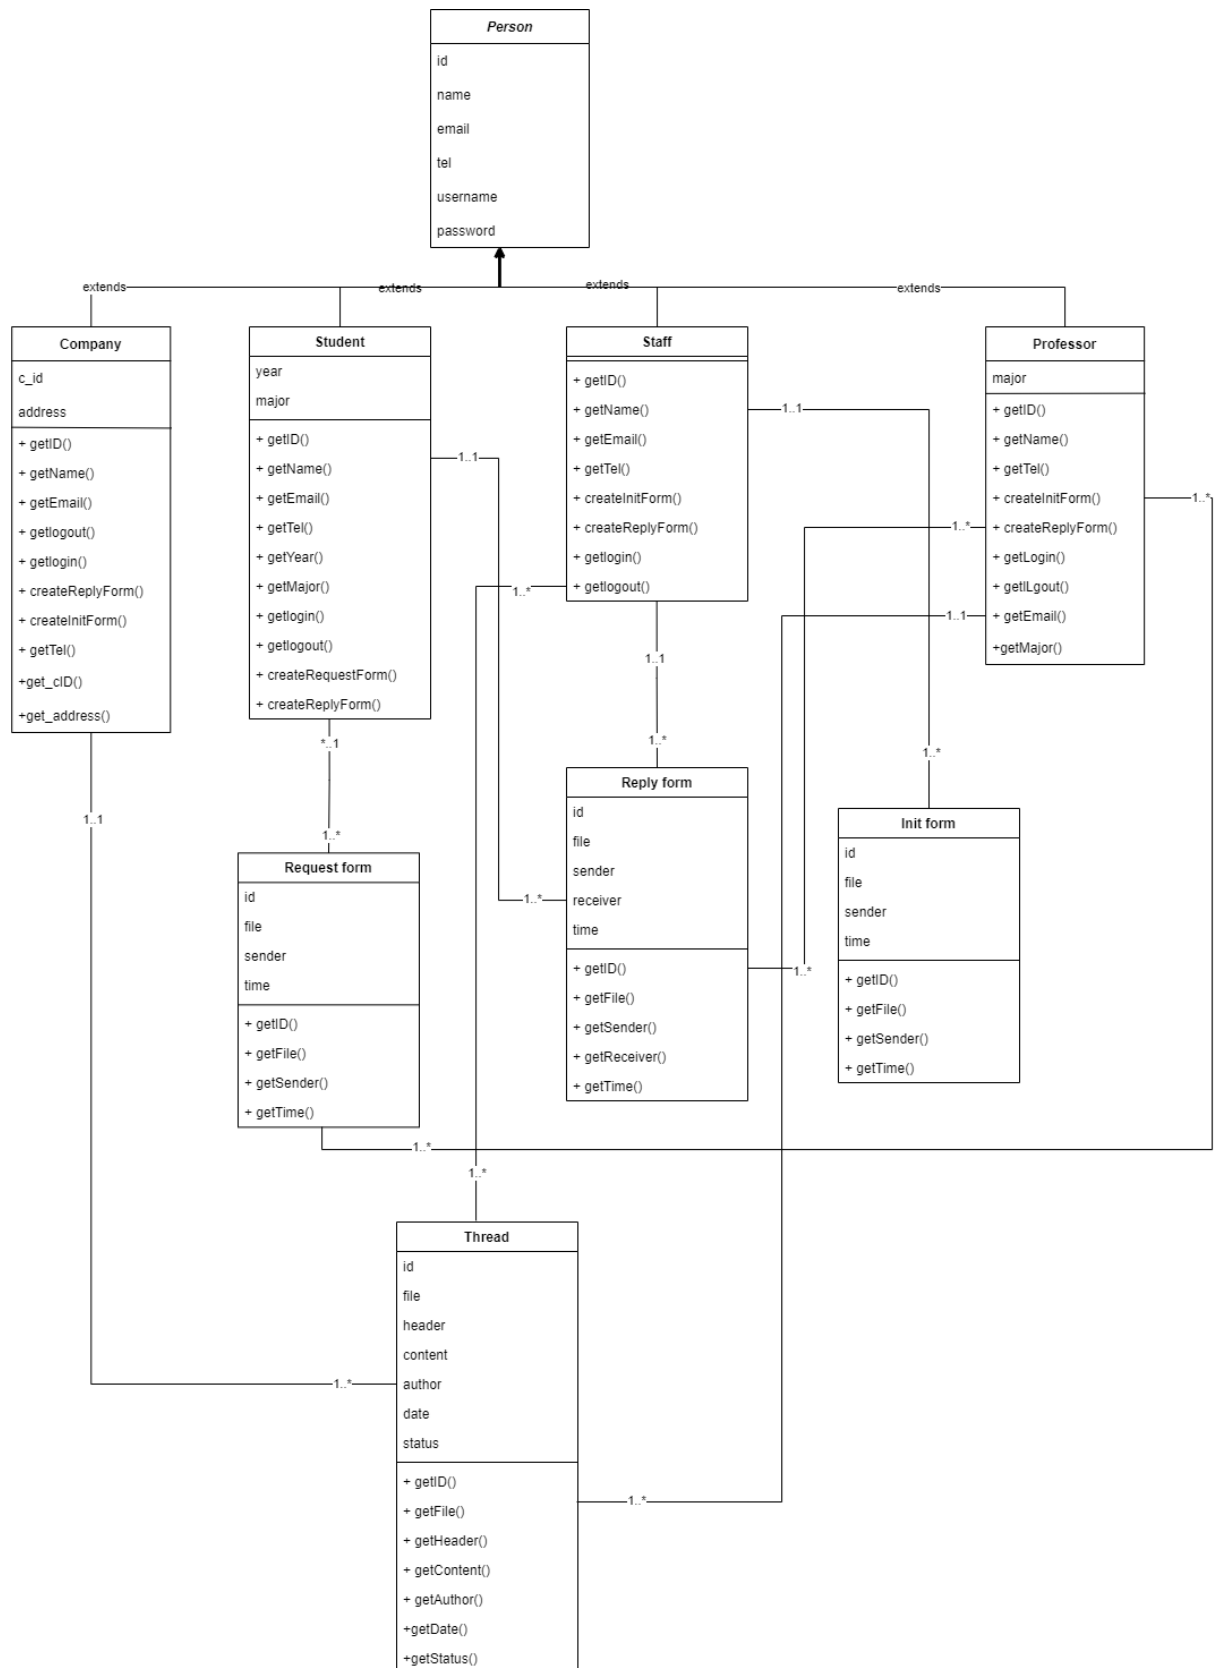 Person
id
name
email
tel
username
password
extends
extends
extends
extends
Company
c_id
address
+ getID()
+ getName()
+ getEmail()
+ getlogout()
+ getlogin()
+ createReplyForm()
+ createInitForm()
+ getTel()
+get_cID()
+get_address()
Student
year
major
+ getID()
+ getName()
+ getEmail()
+ getTel()
+ getYear()
+ getMajor()
+ getlogin()
+ getlogout()
+ createRequestForm()
+ createReplyForm()
Staff
+ getID()
+ getName()
+ getEmail()
+ getTel()
+ createInitForm()
+ createReplyForm()
+ getlogin()
+ getlogout()
Professor
major
+ getID()
+ getName()
+ getTel()
+ createInitForm()
+ createReplyForm()
+ getLogin()
+ getILgout()
+ getEmail()
+getMajor()
1..1
1..1
1..*
1..*
1..*
1..1
1..1
*..1
1..*
1..*
1..1
1..*
Request form
id
file
sender
time
+ getID()
+ getFile()
+ getSender()
+ getTime()
Reply form
id
file
sender
receiver
time
+ getID()
+ getFile()
+ getSender()
+ getReceiver()
+ getTime()
Init form
id
file
sender
time
+ getID()
+ getFile()
+ getSender()
+ getTime()
1..*
1..*
1..*
1..*
1..*
1..*
Thread
id
file
header
content
author
date
status
+ getID()
+ getFile()
+ getHeader()
+ getContent()
+ getAuthor()
+getDate()
+getStatus()